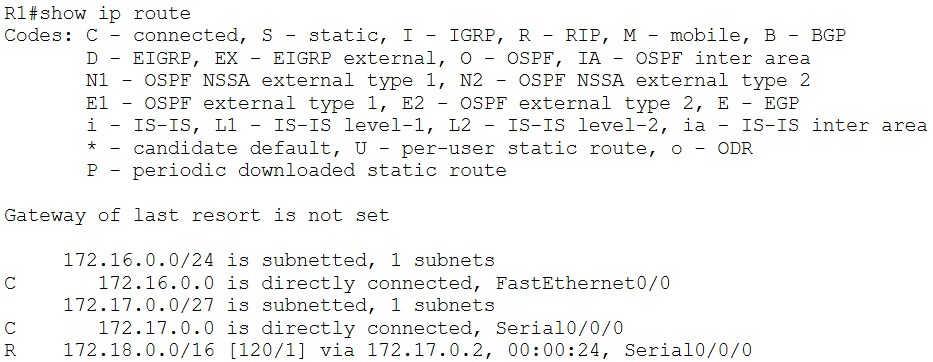 R1#show ip route
Codes: C - connected, S - static, I - IGRP, R - RIP, M - mobile, B - BGP
       D - EIGRP, EX - EIGRP external, O - OSPF, IA - OSPF inter area
       N1 - OSPF NSSA external type 1, N2 - OSPF NSSA external type 2
       E1 - OSPF external type 1, E2 - OSPF external type 2, E - EGP
       i - IS-IS, L1 - IS-IS level-1, L2 - IS-IS level-2, ia - IS-IS inter area
       * - candidate default, U - per-user static route, o - ODR
       P - periodic downloaded static route
Gateway of last resort is not set
     172.16.0.0/24 is subnetted, 1 subnets
C       172.16.0.0 is directly connected, FastEthernet0/0
     172.17.0.0/27 is subnetted, 1 subnets
C       172.17.0.0 is directly connected, Serial0/0/0
R    172.18.0.0/16 [120/1] via 172.17.0.2, 00:00:24, Serial0/0/0